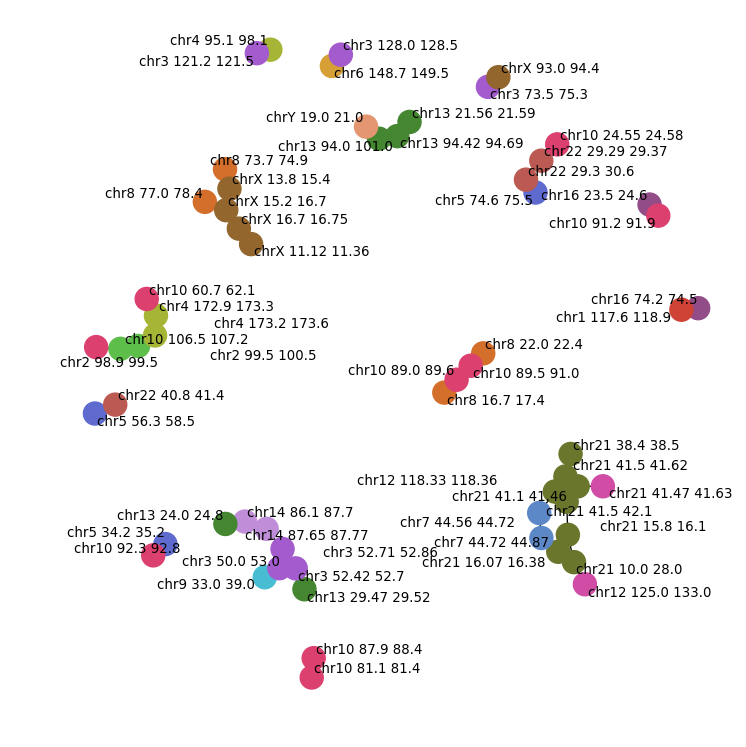 chr4 95.1 98.1
chr3 121.2 121.5
chr3 128.0 128.5
chr6 148.7 149.5
chrX 93.0 94.4
chr3 73.5 75.3
chrY 19.0 21.0
chr13 21.56 21.59
chr13 94.0 101.0
chr13 94.42 94.69
chr10 24.55 24.58
chr22 29.29 29.37
chr22 29.3 30.6
chr5 74.6 75.5
chr16 23.5 24.6
chr10 91.2 91.9
chr8 73.7 74.9
chrX 13.8 15.4
chr8 77.0 78.4
chrX 15.2 16.7
chrX 16.7 16.75
chrX 11.12 11.36
chr10 60.7 62.1
chr4 172.9 173.3
chr4 173.2 173.6
chr10 106.5 107.2
chr2 99.5 100.5
chr2 98.9 99.5
chr16 74.2 74.5
chr1 117.6 118.9
chr8 22.0 22.4
chr10 89.0 89.6
chr10 89.5 91.0
chr8 16.7 17.4
chr22 40.8 41.4
chr5 56.3 58.5
chr21 38.4 38.5
chr21 41.5 41.62
chr12 118.33 118.36
chr21 41.1 41.46
chr21 41.47 41.63
chr21 41.5 42.1
chr7 44.56 44.72
chr21 15.8 16.1
chr7 44.72 44.87
chr21 16.07 16.38
chr21 10.0 28.0
chr12 125.0 133.0
chr13 24.0 24.8
chr14 86.1 87.7
chr14 87.65 87.77
chr5 34.2 35.2
chr10 92.3 92.8
chr3 52.71 52.86
chr3 50.0 53.0
chr3 52.42 52.7
chr9 33.0 39.0
chr13 29.47 29.52
chr10 87.9 88.4
chr10 81.1 81.4